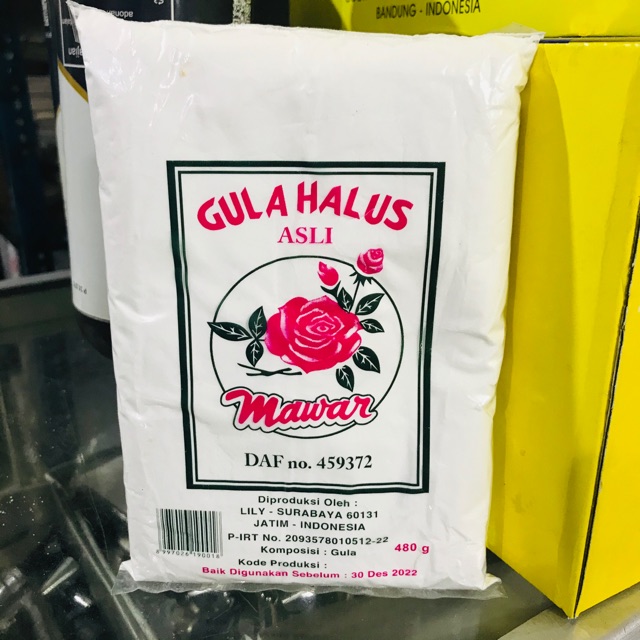 BANDUNG - INDONESIA
GULA HALUS
ASLI
Mawar
DAF no. 459372
Diproduksi Oleh :
LILY - SURABAYA 60131
JATIM - INDONESIA
P-IRT No. 2093578010512-22
Komposisi : Gula
480 g
Kode Produksi :
Baik Digunakan Sebelum : 30 Des 2022
8997026190018